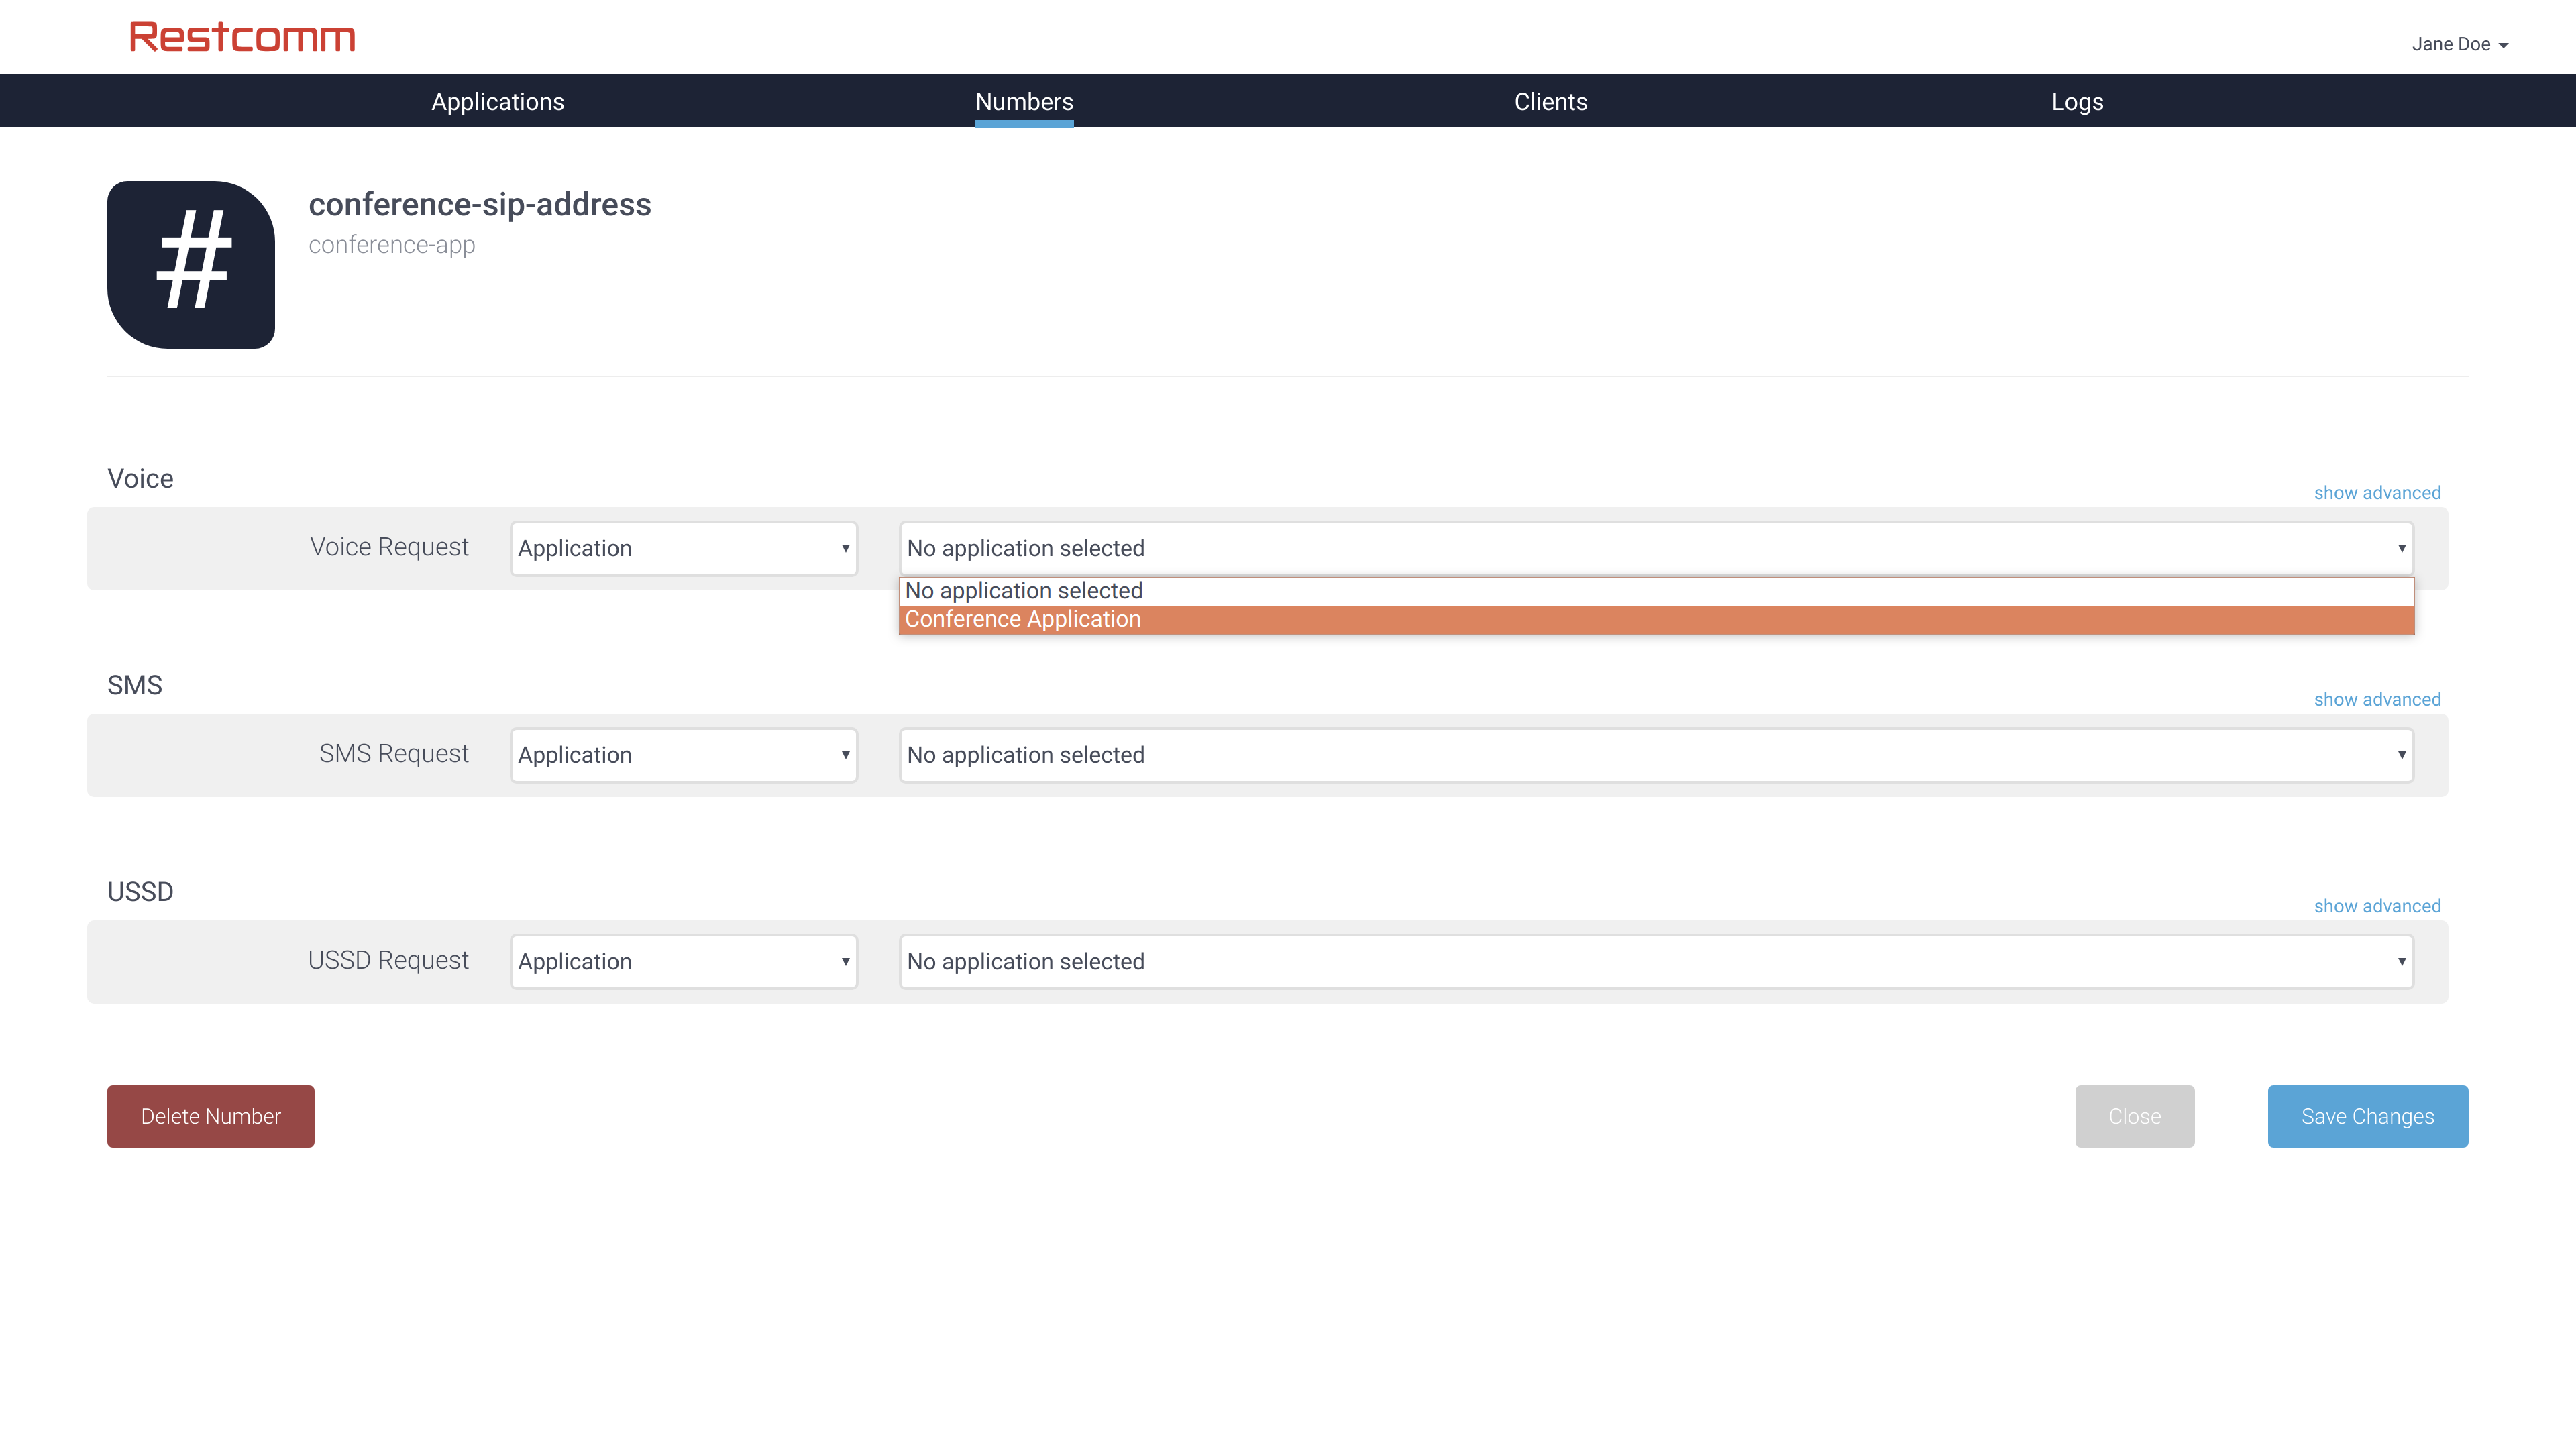 Restcomm
Jane Doe
Applications Numbers Clients Logs
#
conference-sip-address
conference-app
Voice
show advanced
Voice Request Application No application selected
No application selected
Conference Application
SMS
show advanced
SMS Request Application No application selected
USSD
show advanced
USSD Request Application No application selected
Delete Number Close Save Changes